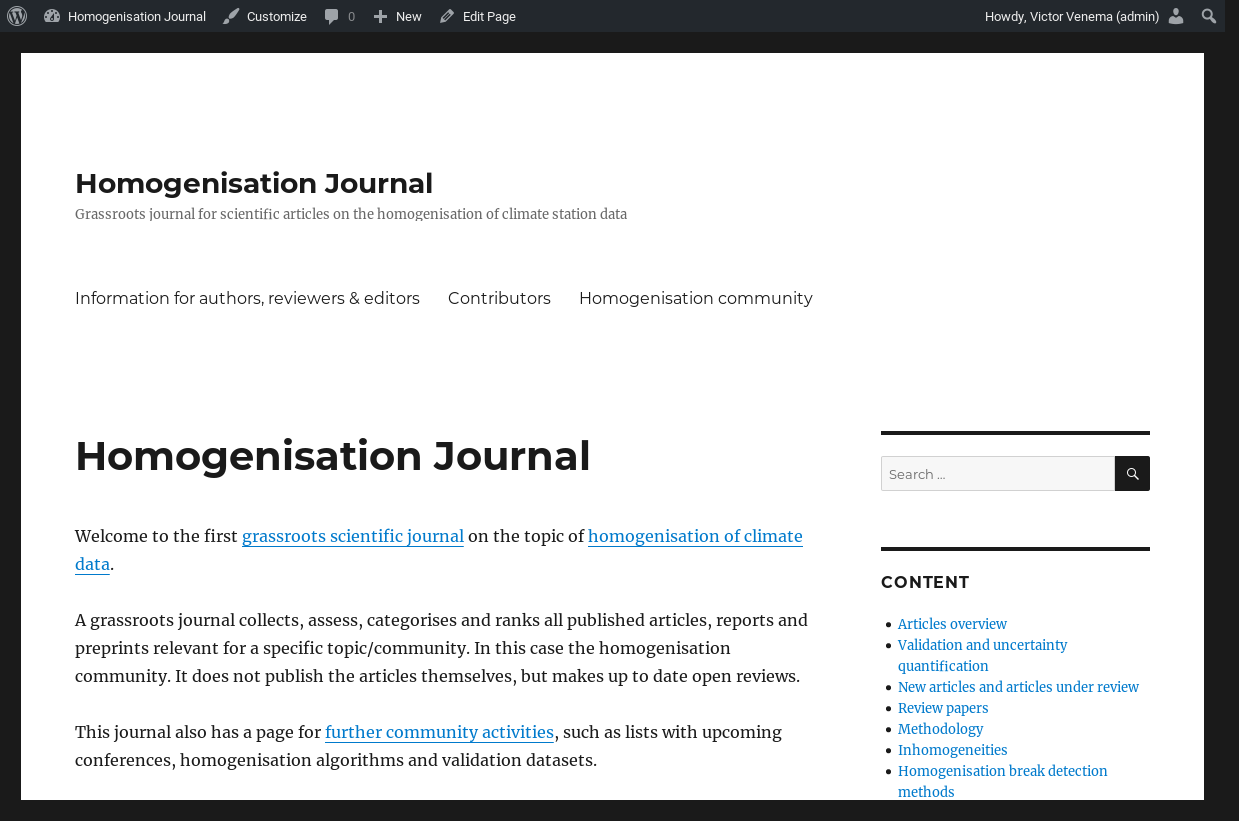 Homogenisation Journal Customize 0 New Edit Page Howdy, Victor Venema (admin)
Homogenisation Journal
Grassroots journal for scientific articles on the homogenisation of climate station data
Information for authors, reviewers & editors Contributors Homogenisation community
Homogenisation Journal
Welcome to the first grassroots scientific journal on the topic of homogenisation of climate
data.
A grassroots journal collects, assess, categorises and ranks all published articles, reports and
preprints relevant for a specific topic/community. In this case the homogenisation
community. It does not publish the articles themselves, but makes up to date open reviews.
This journal also has a page for further community activities, such as lists with upcoming
conferences, homogenisation algorithms and validation datasets.
Search …
CONTENT
Articles overview
Validation and uncertainty
quantification
New articles and articles under review
Review papers
Methodology
Inhomogeneities
Homogenisation break detection
methods